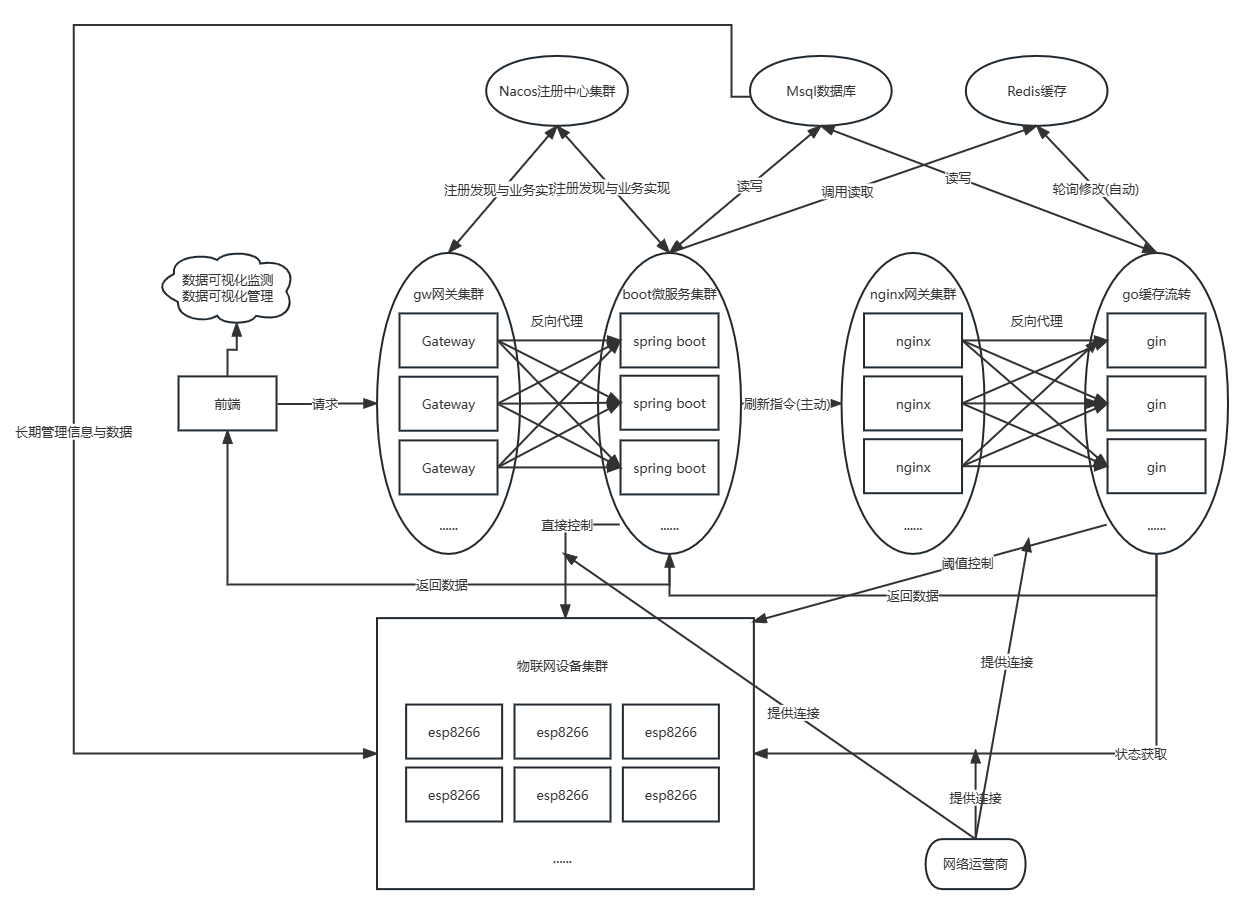 Nacos注册中心集群
Msql数据库
Redis缓存
注册发现与业务实现
注册发现与业务实现
读写
调用读取
读写
轮询修改(自动)
数据可视化监测
数据可视化管理
gw网关集群
boot微服务集群
nginx网关集群
go缓存流转
反向代理
反向代理
Gateway
spring boot
nginx
gin
前端
请求
Gateway
spring boot
刷新指令(主动)
nginx
gin
长期管理信息与数据
Gateway
spring boot
nginx
gin
......
直接控制
......
......
......
阈值控制
返回数据
返回数据
物联网设备集群
提供连接
esp8266
esp8266
esp8266
提供连接
状态获取
esp8266
esp8266
esp8266
提供连接
......
网络运营商